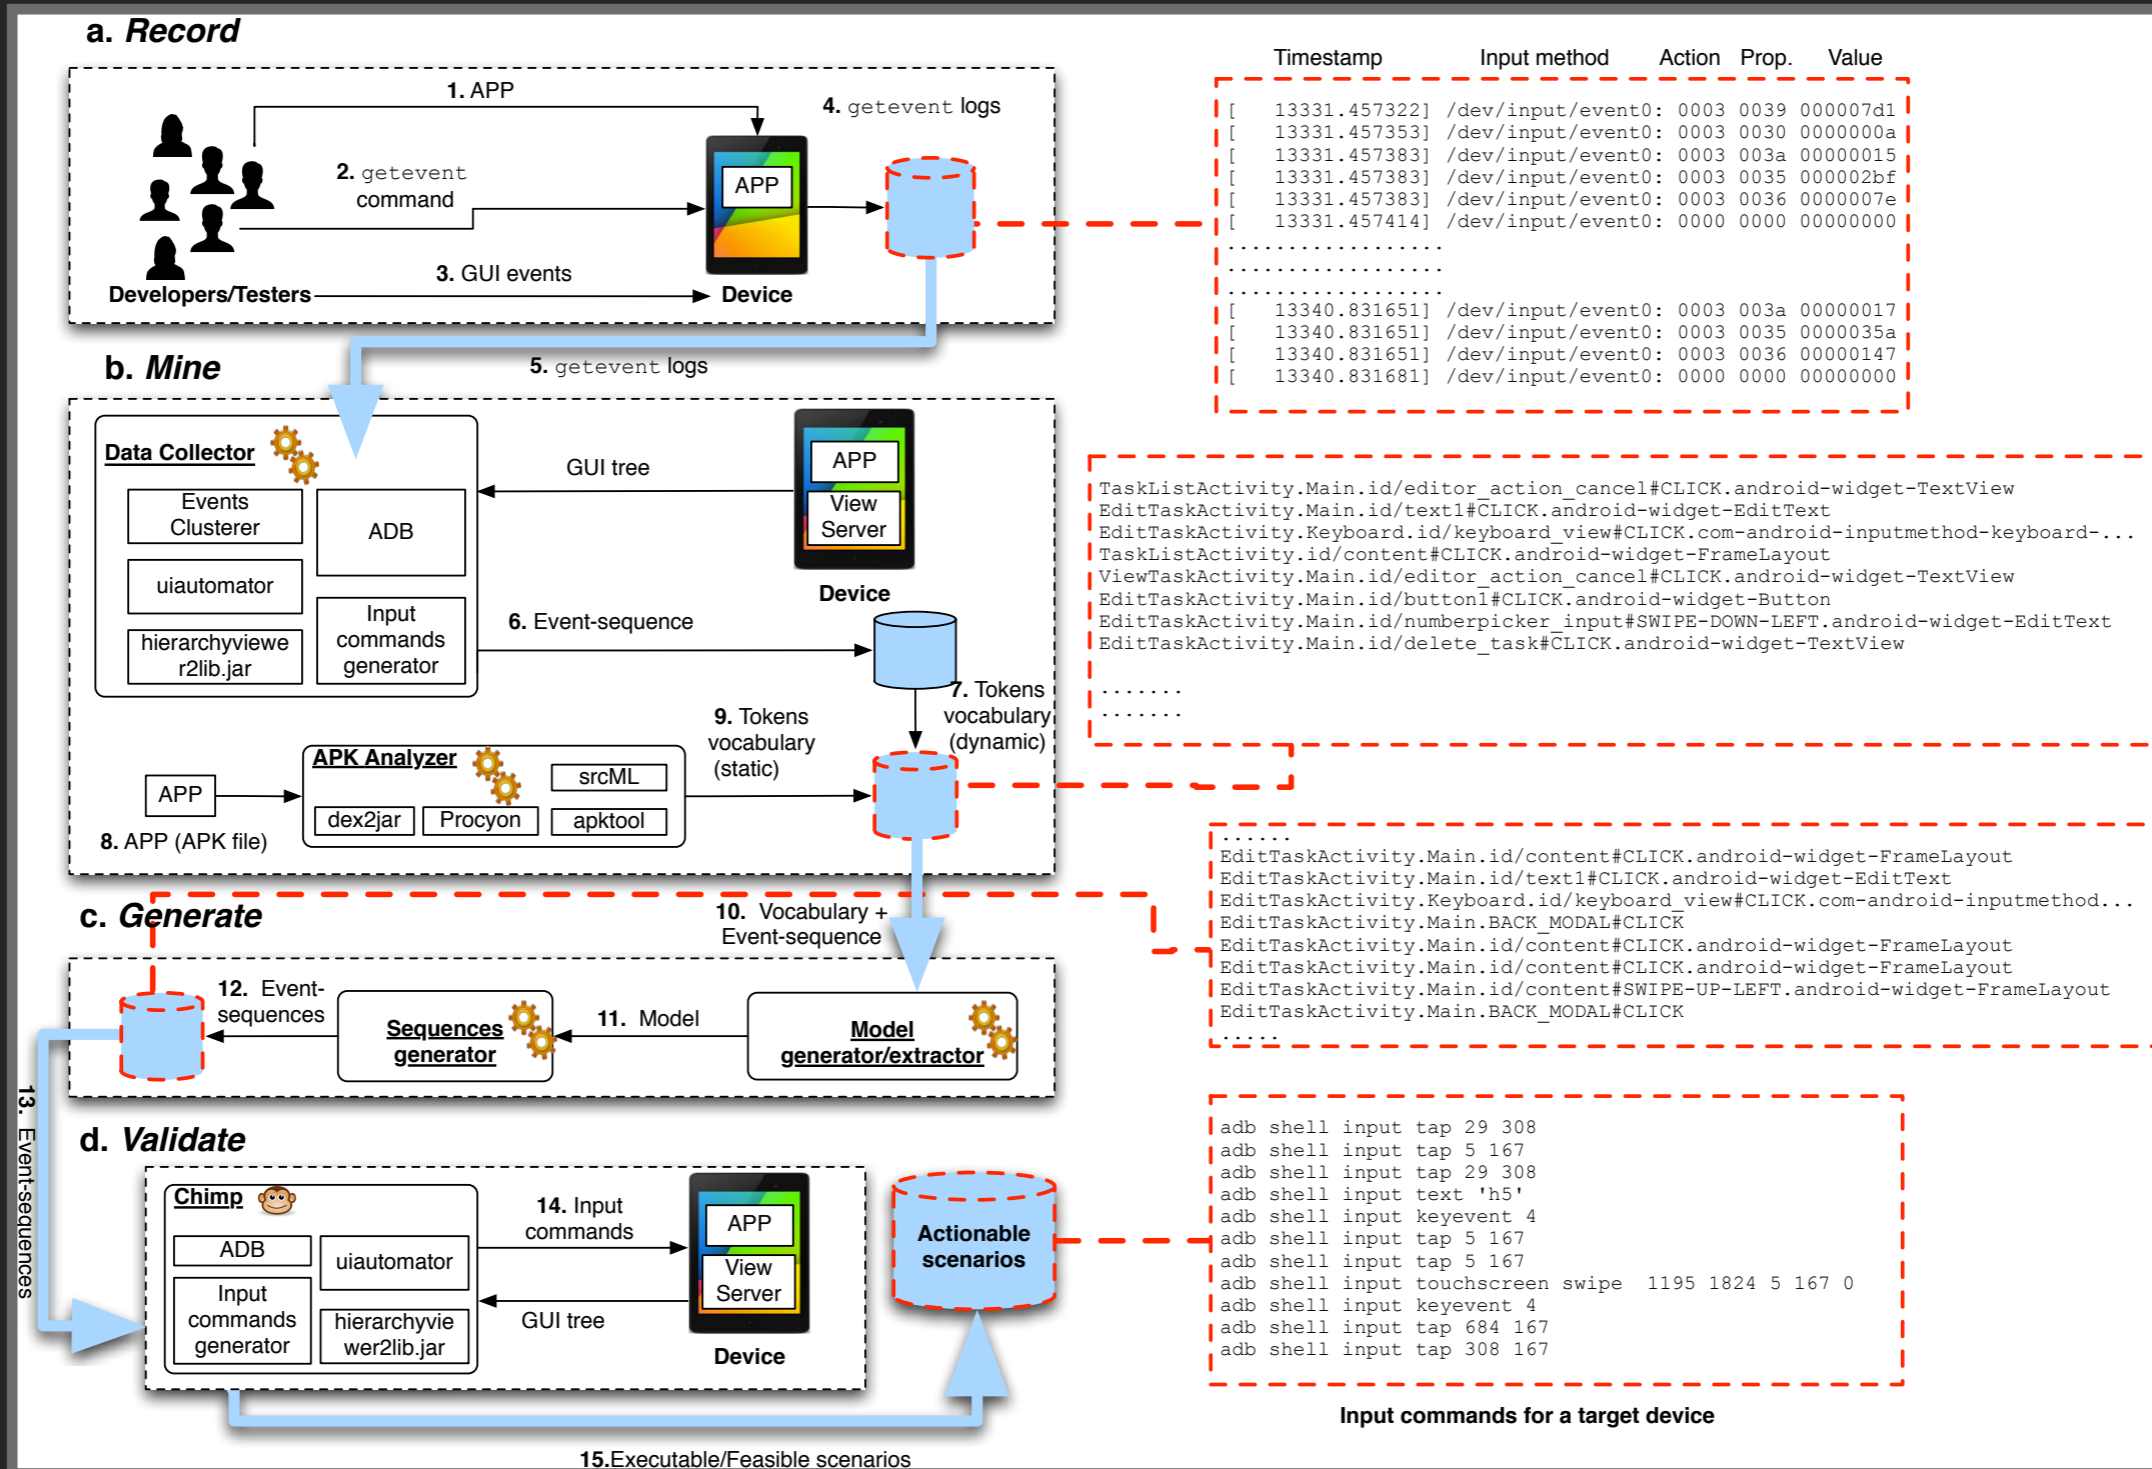 a. Record
1. APP
2. getevent
command
3. GUI events
4. getevent logs
APP
Developers/Testers
Device
Timestamp Input method Action Prop. Value
[ 13331.457322] /dev/input/event0: 0003 0039 000007d1
[ 13331.457353] /dev/input/event0: 0003 0030 0000000a
[ 13331.457383] /dev/input/event0: 0003 003a 00000015
[ 13331.457383] /dev/input/event0: 0003 0035 000002bf
[ 13331.457383] /dev/input/event0: 0003 0036 0000007e
[ 13331.457414] /dev/input/event0: 0000 0000 00000000
..................
..................
..................
[ 13340.831651] /dev/input/event0: 0003 003a 00000017
[ 13340.831651] /dev/input/event0: 0003 0035 0000035a
[ 13340.831651] /dev/input/event0: 0003 0036 00000147
[ 13340.831681] /dev/input/event0: 0000 0000 00000000
5. getevent logs
b. Mine
Data Collector
Events
Clusterer
ADB
uiautomator
Input
commands
generator
hierarchyviewe
r2lib.jar
GUI tree
APP
View
Server
Device
6. Event-sequence
7. Tokens
vocabulary
(dynamic)
9. Tokens
vocabulary
(static)
APK Analyzer
srcML
dex2jar
Procyon
apktool
APP
8. APP (APK file)
TaskListActivity.Main.id/editor_action_cancel#CLICK.android-widget-TextView
EditTaskActivity.Main.id/text1#CLICK.android-widget-EditText
EditTaskActivity.Keyboard.id/keyboard_view#CLICK.com-android-inputmethod-keyboard-...
TaskListActivity.id/content#CLICK.android-widget-FrameLayout
ViewTaskActivity.Main.id/editor_action_cancel#CLICK.android-widget-TextView
EditTaskActivity.Main.id/button1#CLICK.android-widget-Button
EditTaskActivity.Main.id/numberpicker_input#SWIPE-DOWN-LEFT.android-widget-EditText
EditTaskActivity.Main.id/delete_task#CLICK.android-widget-TextView
.......
.......
c. Generate
10. Vocabulary +
Event-sequence
12. Event-
sequences
Sequences
generator
11. Model
Model
generator/extractor
......
EditTaskActivity.Main.id/content#CLICK.android-widget-FrameLayout
EditTaskActivity.Main.id/text1#CLICK.android-widget-EditText
EditTaskActivity.Keyboard.id/keyboard_view#CLICK.com-android-inputmethod...
EditTaskActivity.Main.BACK_MODAL#CLICK
EditTaskActivity.Main.id/content#CLICK.android-widget-FrameLayout
EditTaskActivity.Main.id/content#CLICK.android-widget-FrameLayout
EditTaskActivity.Main.id/content#SWIPE-UP-LEFT.android-widget-FrameLayout
EditTaskActivity.Main.BACK_MODAL#CLICK
.....
13. Event-sequences
d. Validate
Chimp
ADB
uiautomator
Input
commands
generator
hierarchyvie
wer2lib.jar
14. Input
commands
GUI tree
APP
View
Server
Device
Actionable
scenarios
15.Executable/Feasible scenarios
adb shell input tap 29 308
adb shell input tap 5 167
adb shell input tap 29 308
adb shell input text 'h5'
adb shell input keyevent 4
adb shell input tap 5 167
adb shell input tap 5 167
adb shell input touchscreen swipe 1195 1824 5 167 0
adb shell input keyevent 4
adb shell input tap 684 167
adb shell input tap 308 167
Input commands for a target device